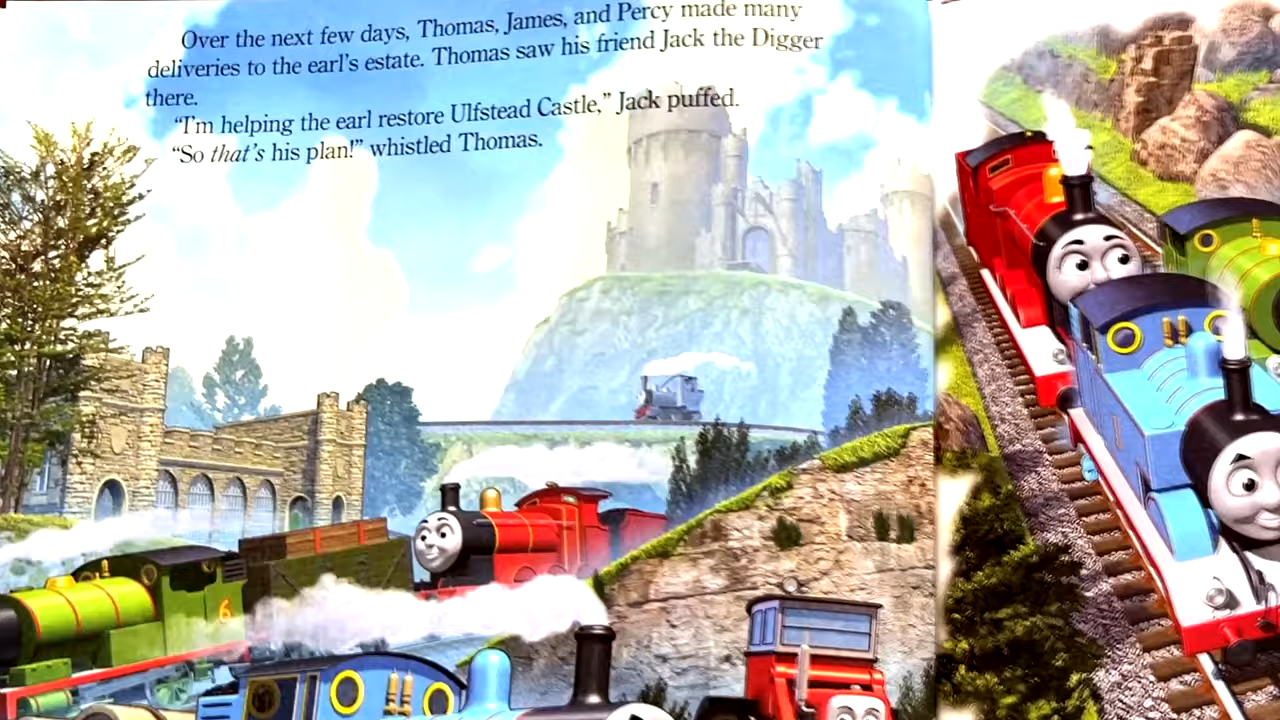 Over the next few days, Thomas, James, and Percy made many
deliveries to the earl's estate. Thomas saw his friend Jack the Digger
there.
"I'm helping the earl restore Ulfstead Castle," Jack puffed.
"So that's his plan!" whistled Thomas.
6